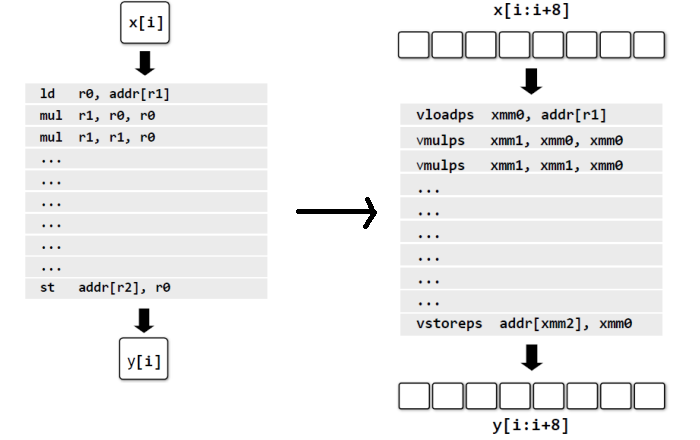 x[i]
ld r0, addr[r1]
mul r1, r0, r0
mul r1, r1, r0
...
...
...
...
...
...
st addr[r2], r0
y[i]
x[i:i+8]
vloadps xmm0, addr[r1]
vmulps xmm1, xmm0, xmm0
vmulps xmm1, xmm1, xmm0
...
...
...
...
...
...
vstoreps addr[xmm2], xmm0
y[i:i+8]